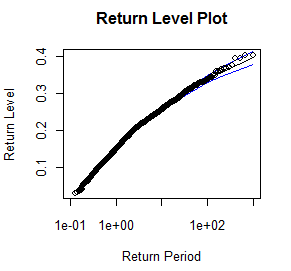 Return Level Plot
Return Level
0.4
0.3
0.2
0.1
1e-01
1e+00
1e+02
Return Period